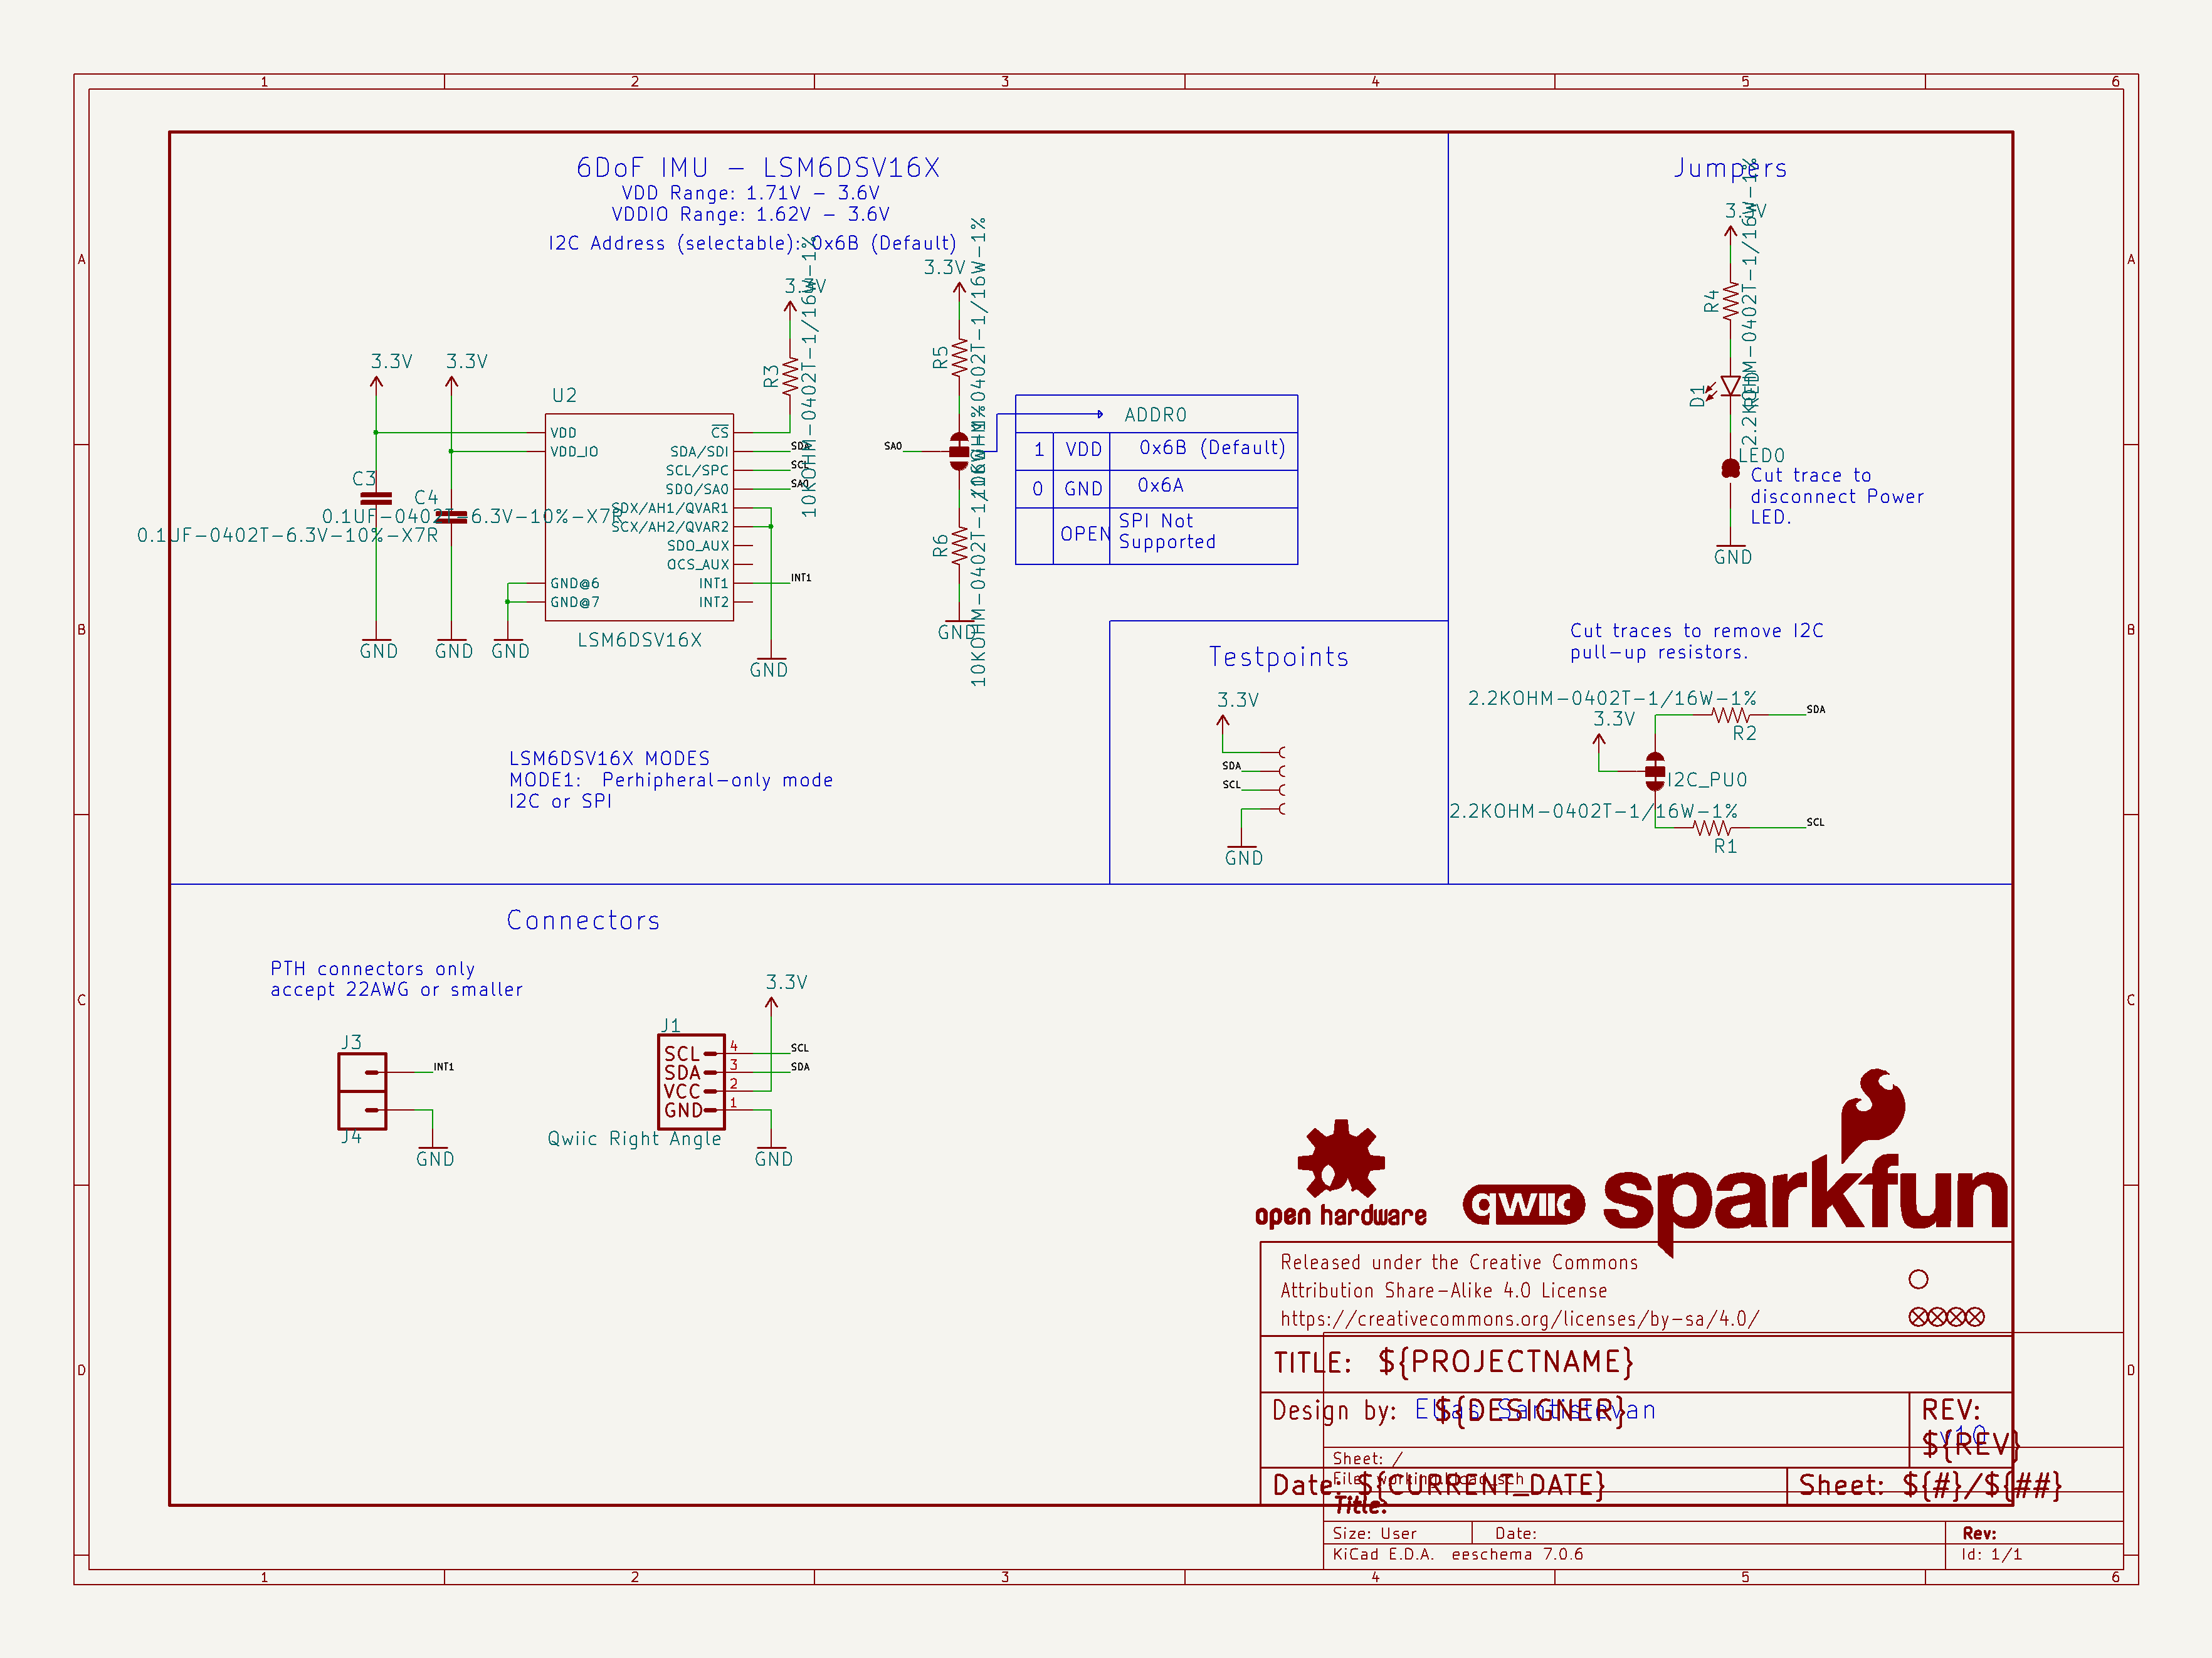 1 2 3 4 5 6
A
B
C
D
6DoF IMU - LSM6DSV16X
VDD Range: 1.71V - 3.6V
VDDIO Range: 1.62V - 3.6V
I2C Address (selectable): 0x6B (Default)
3.3V
3.3V
3.3V
3.3V
U2
C3
C4
0.1UF-0402T-6.3V-10%-X7R
0.1UF-0402T-6.3V-10%-X7R
VDD
VDD_IO
GND@6
GND@7
CS
SDA/SDI
SCL/SPC
SDO/SA0
SDX/AH1/QVAR1
SCX/AH2/QVAR2
SDO_AUX
OCS_AUX
INT1
INT2
LSM6DSV16X
SDA
SCL
SA0
INT1
R3
10KOHM-0402T-1/16W-1%
GND
GND
GND
GND
SA0
R5
10KOHM-0402T-1/16W-1%
R6
10KOHM-0402T-1/16W-1%
GND
ADDR0
1 VDD 0x6B (Default)
0 GND 0x6A
OPEN SPI Not
Supported
LSM6DSV16X MODES
MODE1: Perhipheral-only mode
I2C or SPI
Testpoints
3.3V
SDA
SCL
GND
Jumpers
3.3V
R4
2.2KOHM-0402T-1/16W-1%
D1
RED
LED0
Cut trace to
disconnect Power
LED.
GND
Cut traces to remove I2C
pull-up resistors.
2.2KOHM-0402T-1/16W-1%
3.3V
SDA
R2
I2C_PU0
2.2KOHM-0402T-1/16W-1%
SCL
R1
Connectors
PTH connectors only
accept 22AWG or smaller
J3
INT1
J4
GND
3.3V
J1
SCL 4 SCL
SDA 3 SDA
VCC 2
GND 1
Qwiic Right Angle
GND
open hardware
qwiic
sparkfun
Released under the Creative Commons
Attribution Share-Alike 4.0 License
https://creativecommons.org/licenses/by-sa/4.0/
TITLE: ${PROJECTNAME}
Design by: Elias Santistevan
${DESIGNER}
REV:
v10
${REV}
Sheet: /
File: working.kicad_sch
Date: ${CURRENT_DATE}
Sheet: ${#}/${##}
Title:
Size: User Date: Rev:
KiCad E.D.A. eeschema 7.0.6 Id: 1/1
A
B
C
D
1 2 3 4 5 6